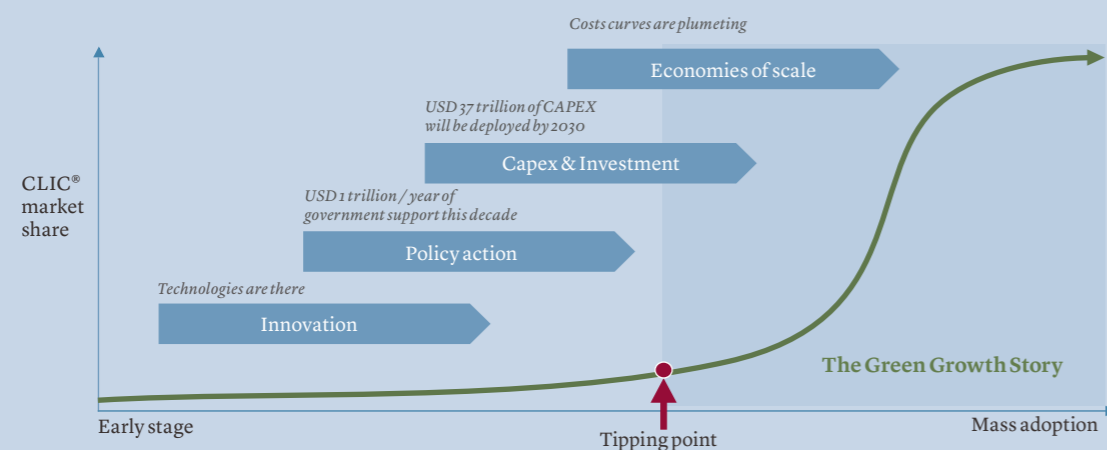 Costs curves are plumeting
Economies of scale
USD 37 trillion of CAPEX
will be deployed by 2030
Capex & Investment
CLIC®
market
share
USD 1 trillion / year of
government support this decade
Policy action
Technologies are there
Innovation
The Green Growth Story
Early stage
Tipping point
Mass adoption